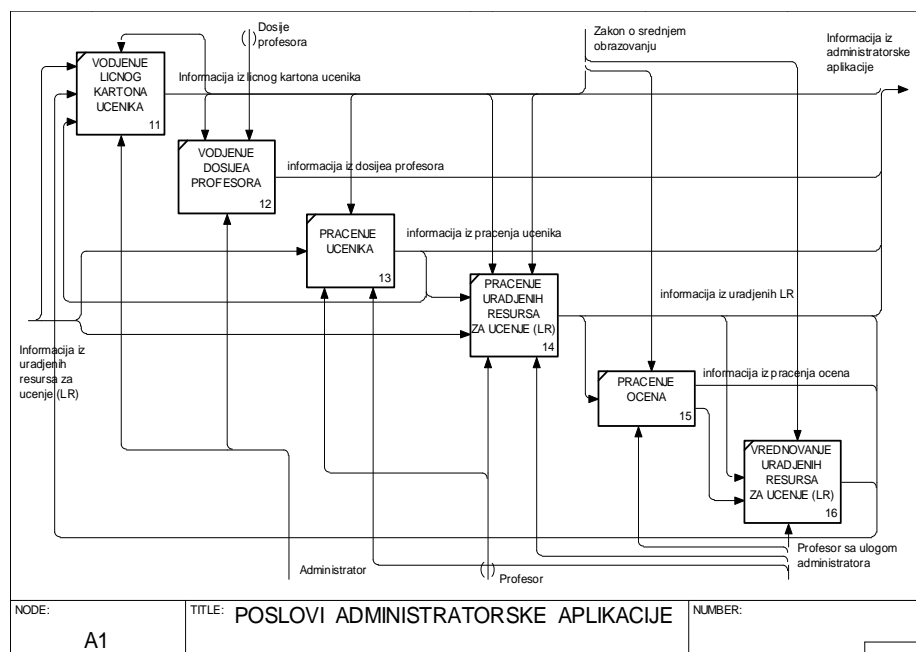 Dosije
profesora
Zakon o srednjem
obrazovanju
Informacija iz
administratorske
aplikacije
VODJENJE
LICNOG
KARTONA
UCENIKA
11
Informacija iz licnog kartona ucenika
VODJENJE
DOSIJEA
PROFESORA
12
informacija iz dosijea profesora
PRACENJE
UCENIKA
13
informacija iz pracenja ucenika
PRACENJE
URADJENIH
RESURSA
ZA UCENJE (LR)
14
informacija iz uradjenih LR
Informacija iz
uradjenih
resursa za
ucenje (LR)
PRACENJE
OCENA
15
informacija iz pracenja ocena
VREDNOVANJE
URADJENIH
RESURSA
ZA UCENJE (LR)
16
Administrator
Profesor
Profesor sa ulogom
administratora
NODE:
A1
TITLE: POSLOVI ADMINISTRATORSKE APLIKACIJE
NUMBER: